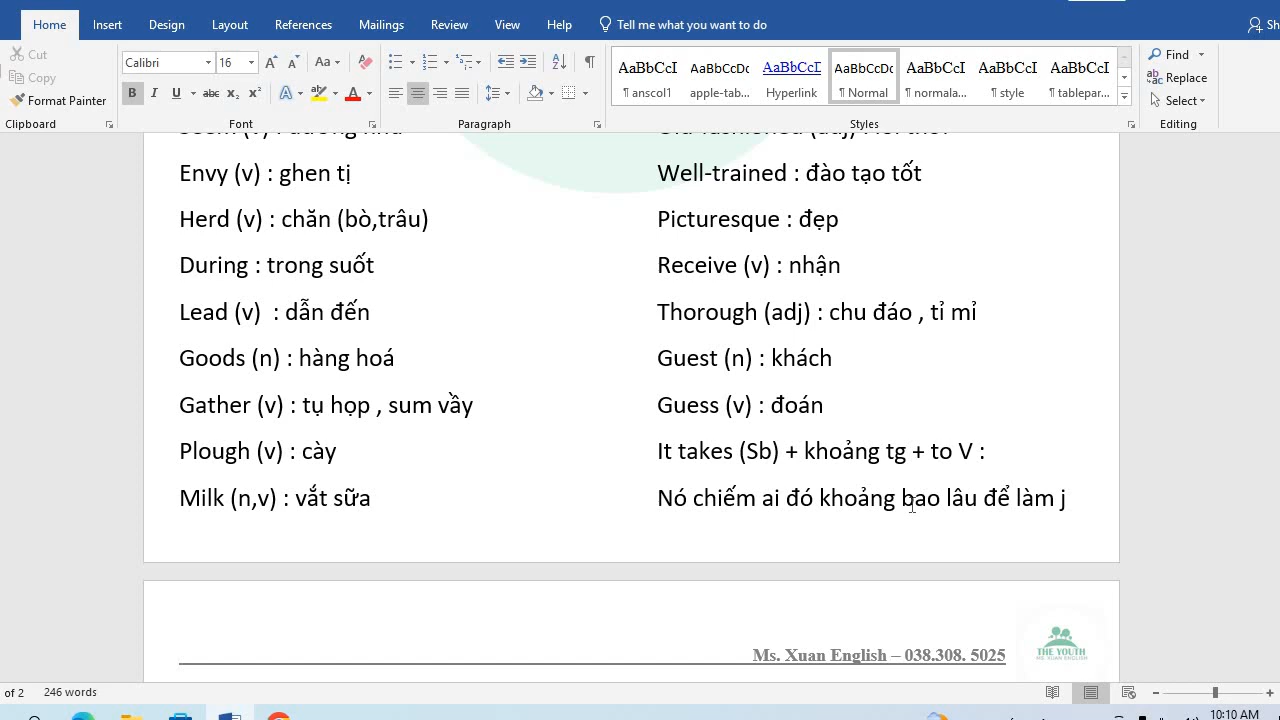 Home Insert Design Layout References Mailings Review View Help Tell me what you want to do
Cut
Copy
Format Painter
Calibri 16
Clipboard Font Paragraph Styles Editing
AaBbCcI AaBbCcDc AaBbCcI AaBbCcDc AaBbCcI AaBbCcI AaBbCcI
¶ anscol1 apple-tab... Hyperlink ¶ Normal ¶ normala... ¶ style ¶ tablepar...
Find
Replace
Select
Envy (v) : ghen tị
Herd (v) : chăn (bò,trâu)
During : trong suốt
Lead (v)  : dẫn đến
Goods (n) : hàng hoá
Gather (v) : tụ họp , sum vầy
Plough (v) : cày
Milk (n,v) : vắt sữa
Well-trained : đào tạo tốt
Picturesque : đẹp
Receive (v) : nhận
Thorough (adj) : chu đáo , tỉ mỉ
Guest (n) : khách
Guess (v) : đoán
It takes (Sb) + khoảng tg + to V :
Nó chiếm ai đó khoảng bao lâu để làm j
Ms. Xuan English – 038.308. 5025
THE YOUTH
MS. XUAN ENGLISH
of 2 246 words
10:10 AM